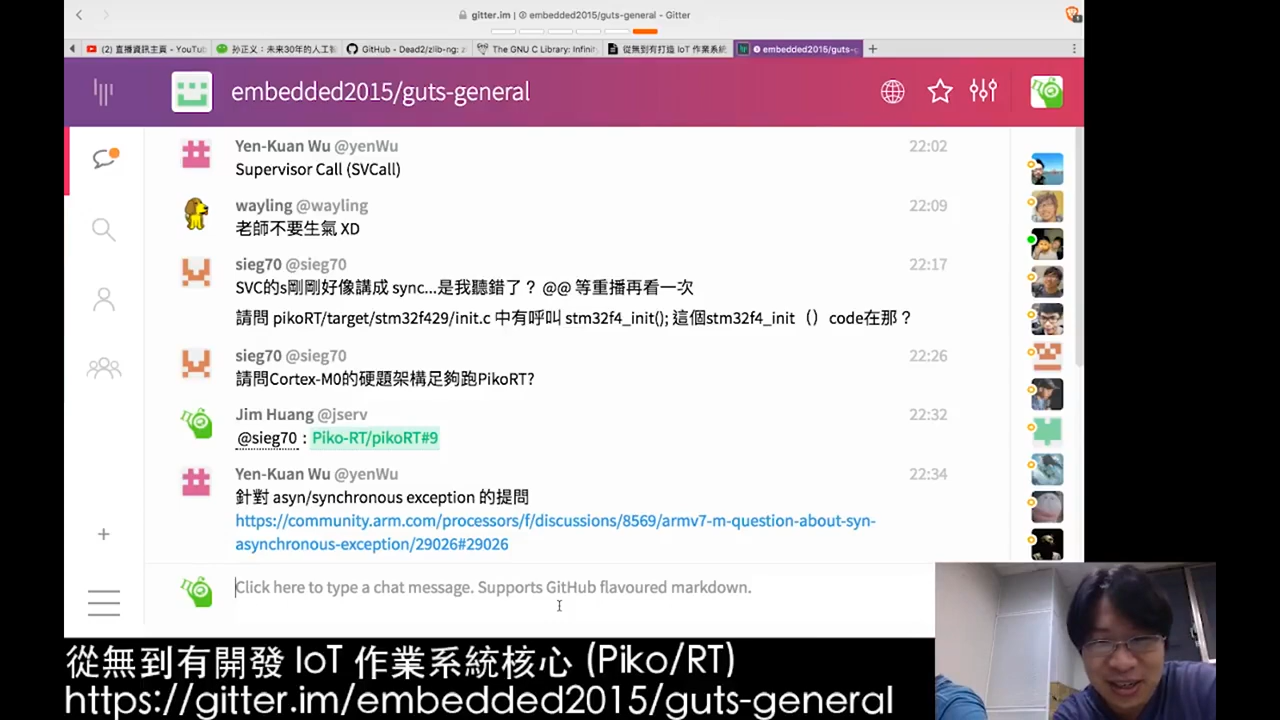 gitter.im | embedded2015/guts-general - Gitter
(2) 直播資訊主頁 - YouTub
孙正义：未来30年的人工智
GitHub - Dead2/zlib-ng: z
The GNU C Library: Infinit
從無到有打造 IoT 作業系統
embedded2015/guts-g
embedded2015/guts-general
Yen-Kuan Wu @yenWu 22:02
Supervisor Call (SVCall)
wayling @wayling 22:09
老師不要生氣 XD
sieg70 @sieg70 22:17
SVC的s剛剛好像講成 sync...是我聽錯了？ @@ 等重播再看一次
請問 pikoRT/target/stm32f429/init.c 中有呼叫 stm32f4_init(); 這個stm32f4_init（）code在那？
sieg70 @sieg70 22:26
請問Cortex-M0的硬題架構足夠跑PikoRT?
Jim Huang @jserv 22:32
@sieg70 : Piko-RT/pikoRT#9
Yen-Kuan Wu @yenWu 22:34
針對 asyn/synchronous exception 的提問
https://community.arm.com/processors/f/discussions/8569/armv7-m-question-about-syn-
asynchronous-exception/29026#29026
Click here to type a chat message. Supports GitHub flavoured markdown.
從無到有開發 IoT 作業系統核心 (Piko/RT)
https://gitter.im/embedded2015/guts-general